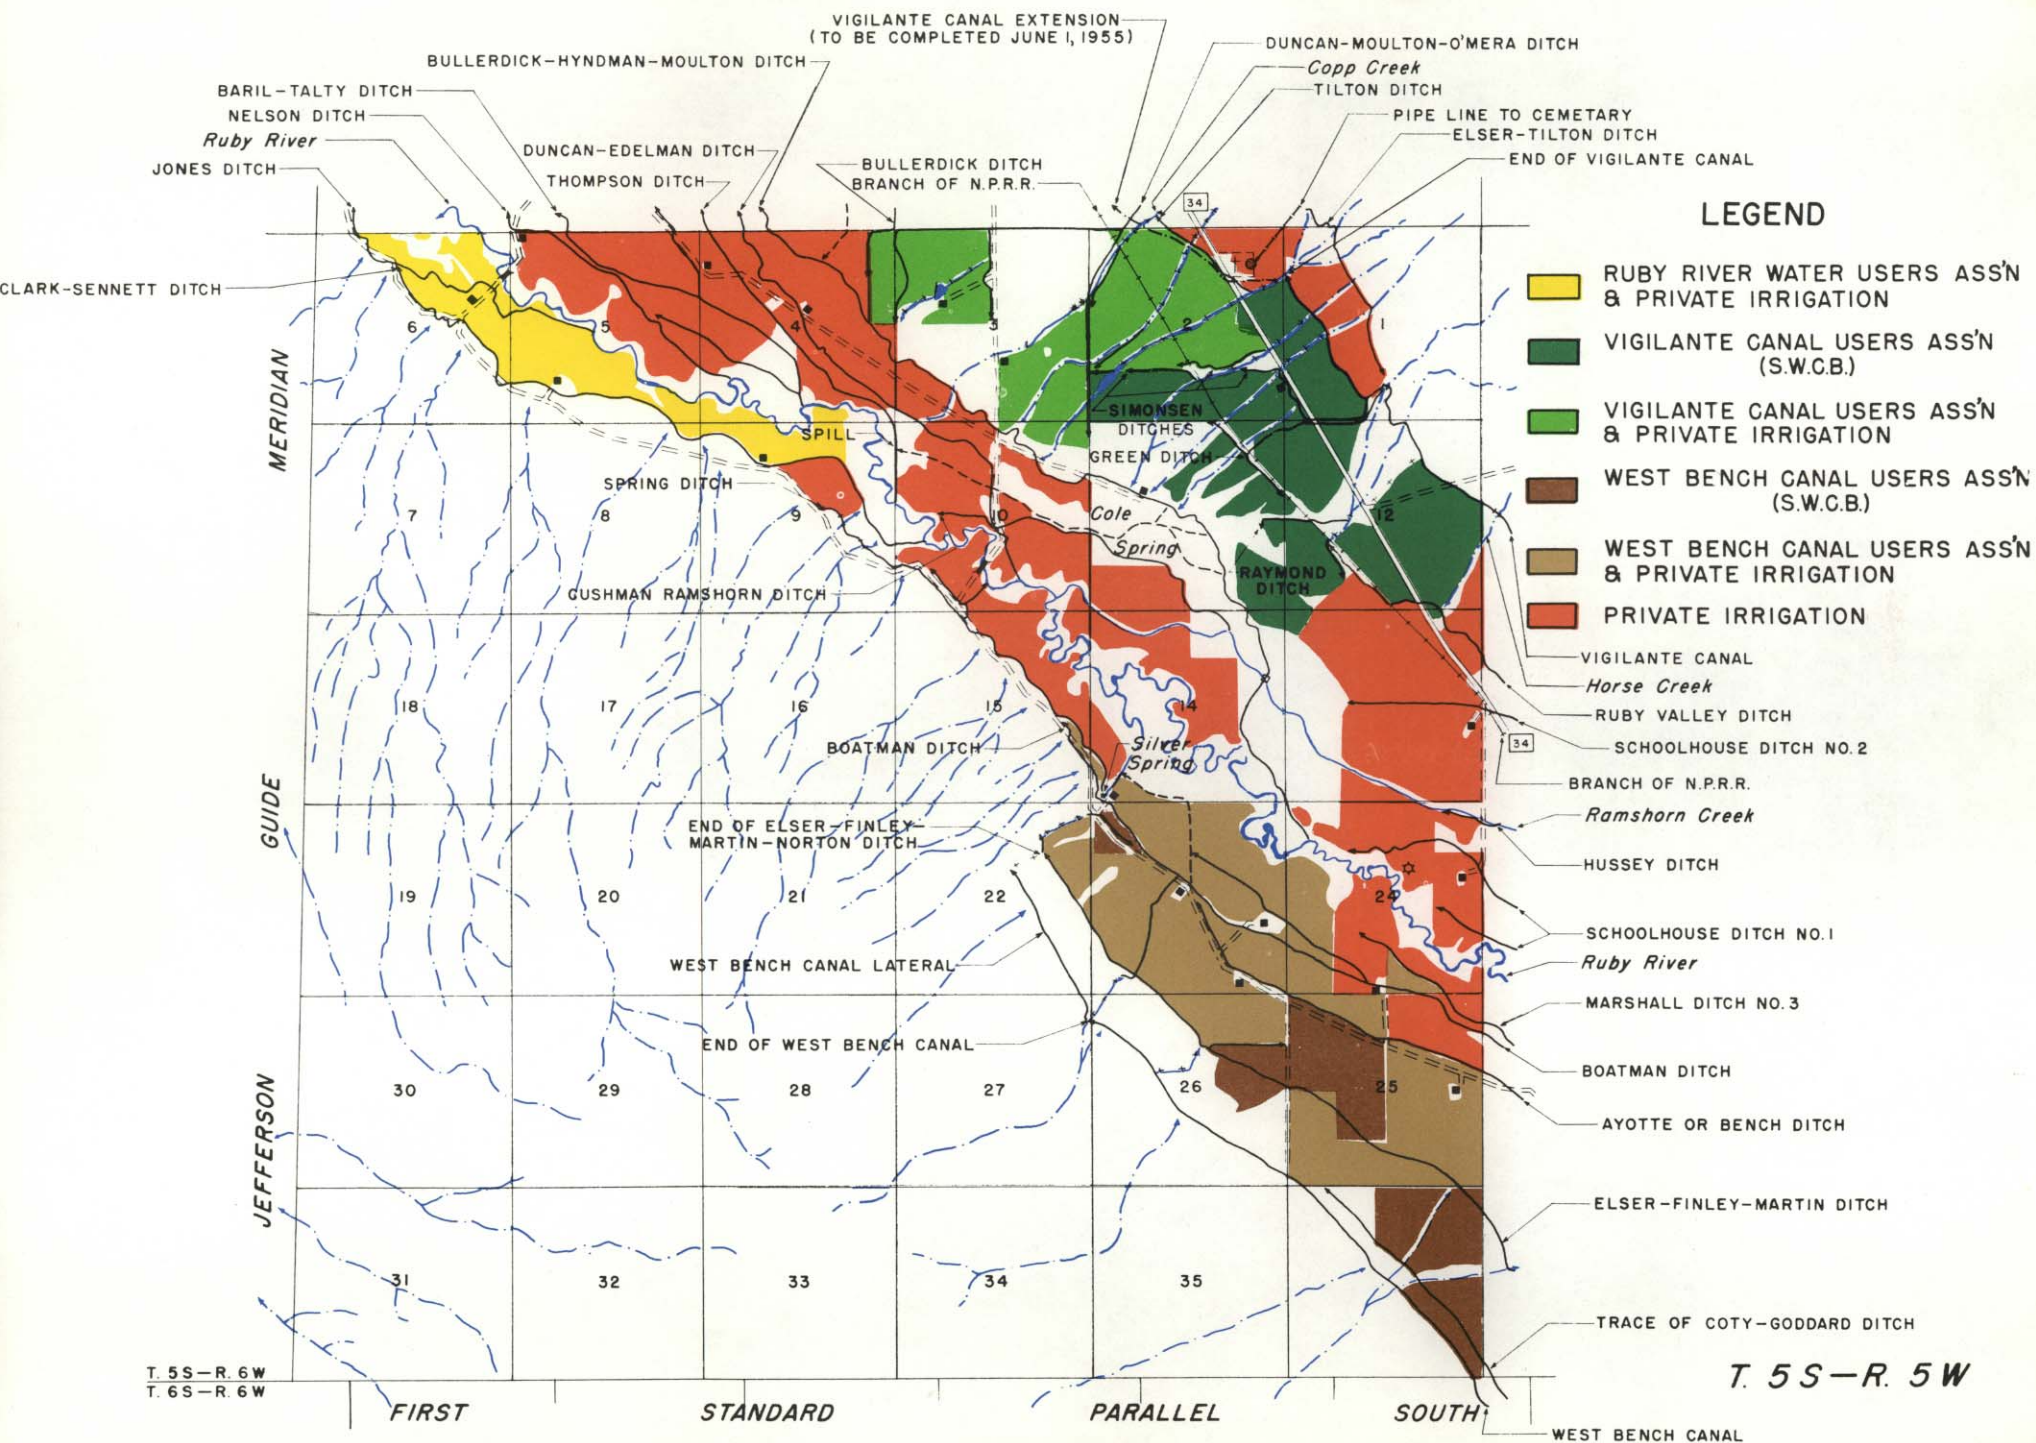 VIGILANTE CANAL EXTENSION
(TO BE COMPLETED JUNE 1, 1955)
DUNCAN-MOULTON-O'MERA DITCH
BULLERDICK-HYNDMAN-MOULTON DITCH
Copp Creek
BARIL-TALTY DITCH
TILTON DITCH
NELSON DITCH
PIPE LINE TO CEMETARY
Ruby River
ELSER-TILTON DITCH
DUNCAN-EDELMAN DITCH
END OF VIGILANTE CANAL
JONES DITCH
BULLERDICK DITCH
THOMPSON DITCH
BRANCH OF N.P.R.R.
34
LEGEND
RUBY RIVER WATER USERS ASS'N
& PRIVATE IRRIGATION
VIGILANTE CANAL USERS ASS'N
(S.W.C.B.)
VIGILANTE CANAL USERS ASS'N
& PRIVATE IRRIGATION
WEST BENCH CANAL USERS ASS'N
(S.W.C.B.)
WEST BENCH CANAL USERS ASS'N
& PRIVATE IRRIGATION
PRIVATE IRRIGATION
CLARK-SENNETT DITCH
6
5
4
3
2
1
SIMONSEN
DITCHES
SPILL
GREEN DITCH
SPRING DITCH
7
8
9
10
Cole
Spring
12
RAYMOND
DITCH
CUSHMAN RAMSHORN DITCH
VIGILANTE CANAL
Horse Creek
RUBY VALLEY DITCH
SCHOOLHOUSE DITCH NO. 2
34
BRANCH OF N.P.R.R.
Ramshorn Creek
HUSSEY DITCH
18
17
16
15
14
BOATMAN DITCH
Silver
Spring
END OF ELSER-FINLEY-
MARTIN-NORTON DITCH
19
20
21
22
24
SCHOOLHOUSE DITCH NO. 1
Ruby River
WEST BENCH CANAL LATERAL
MARSHALL DITCH NO. 3
END OF WEST BENCH CANAL
BOATMAN DITCH
30
29
28
27
26
25
AYOTTE OR BENCH DITCH
ELSER-FINLEY-MARTIN DITCH
31
32
33
34
35
TRACE OF COTY-GODDARD DITCH
JEFFERSON GUIDE MERIDIAN
T. 5S-R. 6W
T. 6S-R. 6W
T. 5 S-R. 5 W
FIRST STANDARD PARALLEL SOUTH
WEST BENCH CANAL